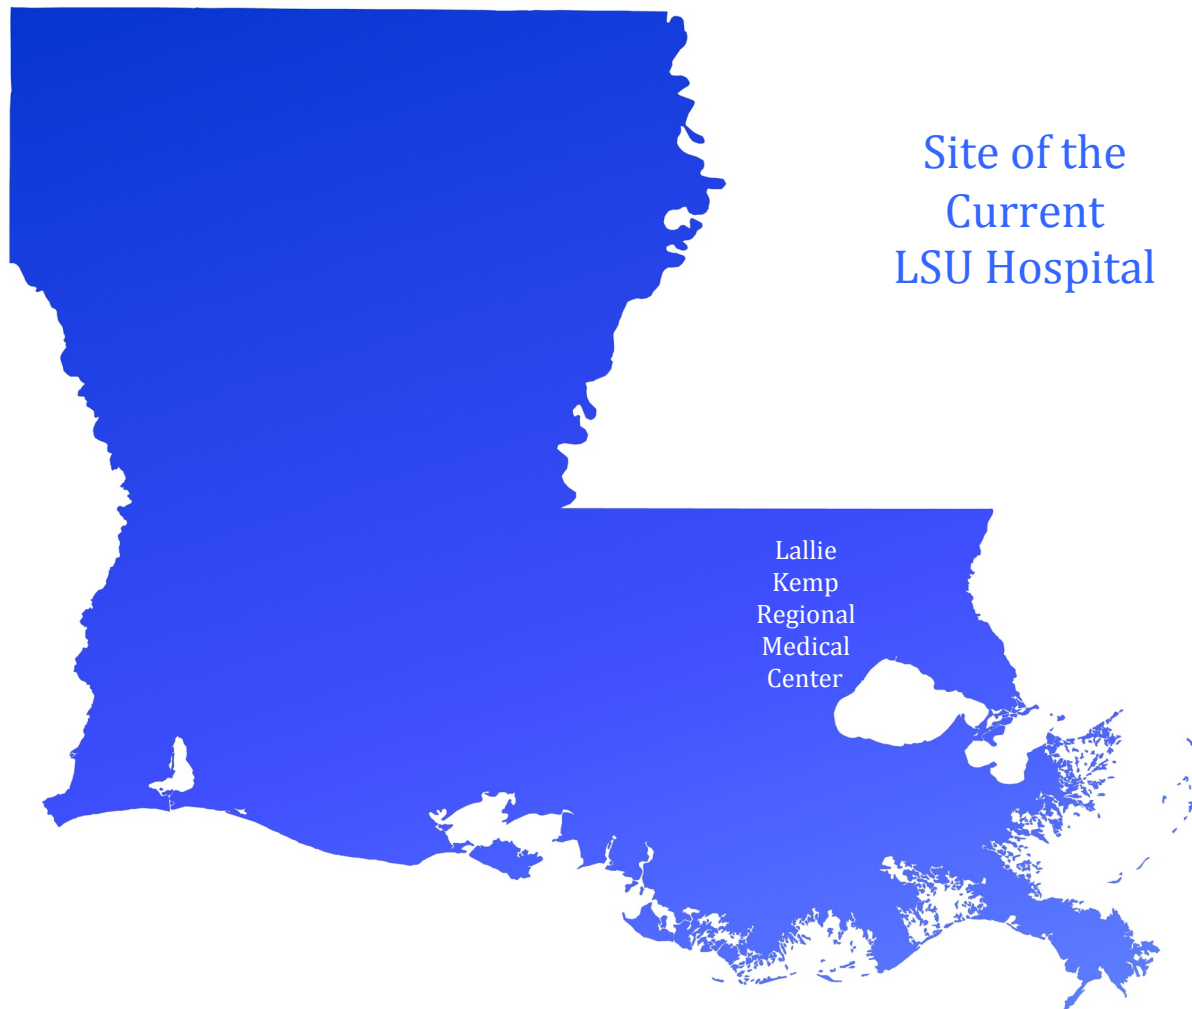 Site of the
Current
LSU Hospital
Lallie
Kemp
Regional
Medical
Center